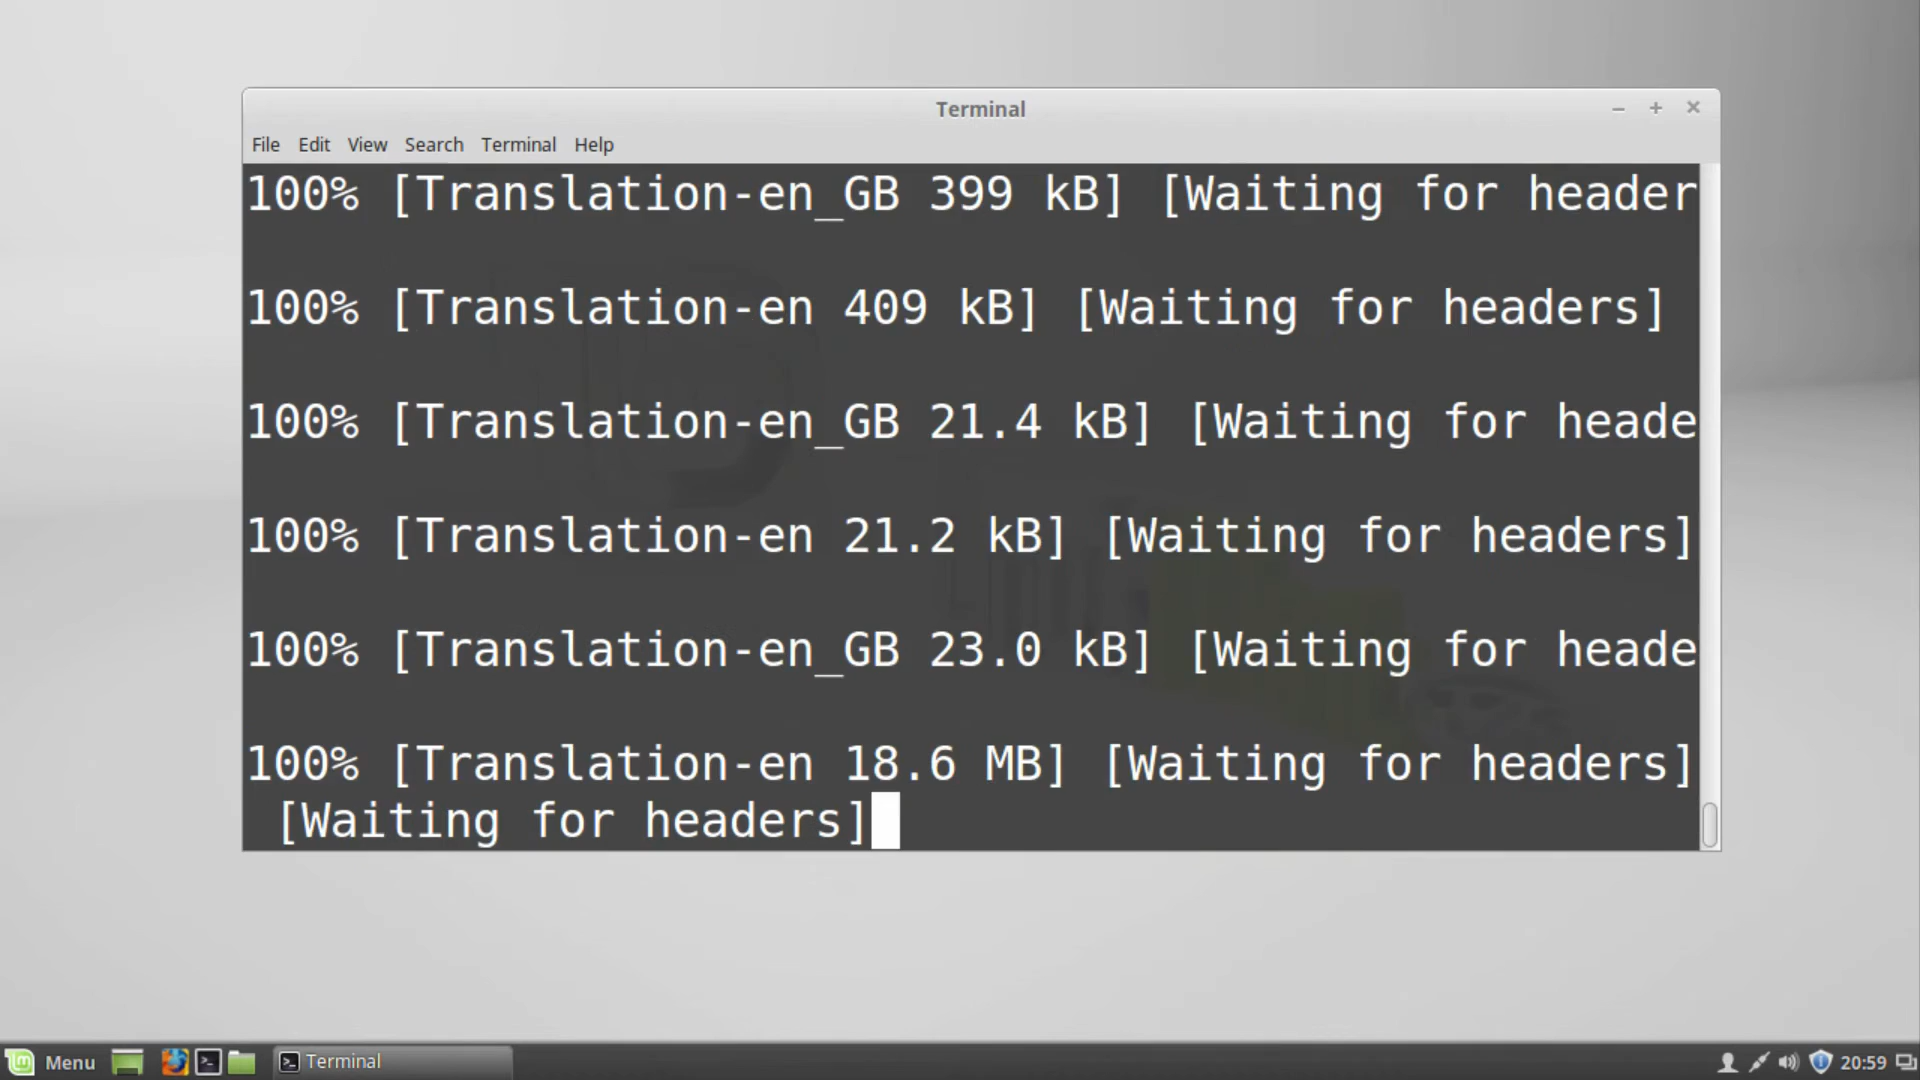 Terminal
File Edit View Search Terminal Help
100% [Translation-en_GB 399 kB] [Waiting for header
100% [Translation-en 409 kB] [Waiting for headers]
100% [Translation-en_GB 21.4 kB] [Waiting for heade
100% [Translation-en 21.2 kB] [Waiting for headers]
100% [Translation-en_GB 23.0 kB] [Waiting for heade
100% [Translation-en 18.6 MB] [Waiting for headers]
[Waiting for headers]
Menu Terminal 20:59